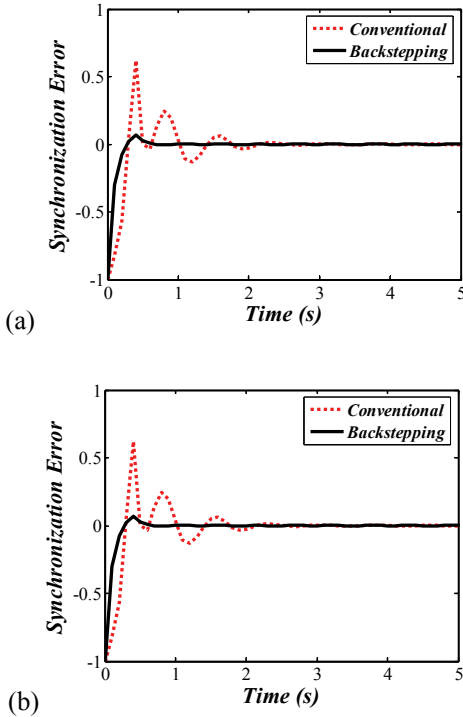 1
Conventional
Backstepping
0.5
0
-0.5
-1
Synchronization Error
0 1 2 3 4 5
Time (s)
(a)
1
Conventional
Backstepping
0.5
0
-0.5
-1
Synchronization Error
0 1 2 3 4 5
Time (s)
(b)